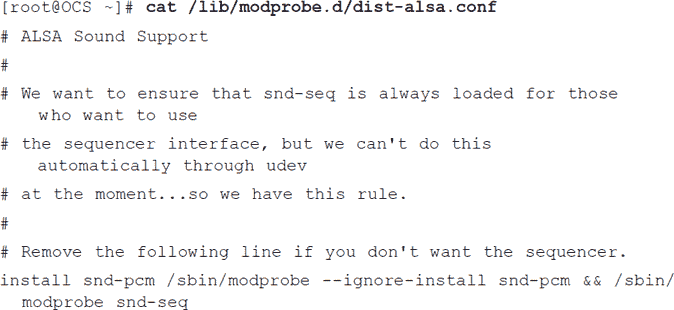 [root@OCS ~]# cat /lib/modprobe.d/dist-alsa.conf
# ALSA Sound Support
#
# We want to ensure that snd-seq is always loaded for those
who want to use
# the sequencer interface, but we can't do this
automatically through udev
# at the moment...so we have this rule.
#
# Remove the following line if you don't want the sequencer.
install snd-pcm /sbin/modprobe --ignore-install snd-pcm && /sbin/
modprobe snd-seq